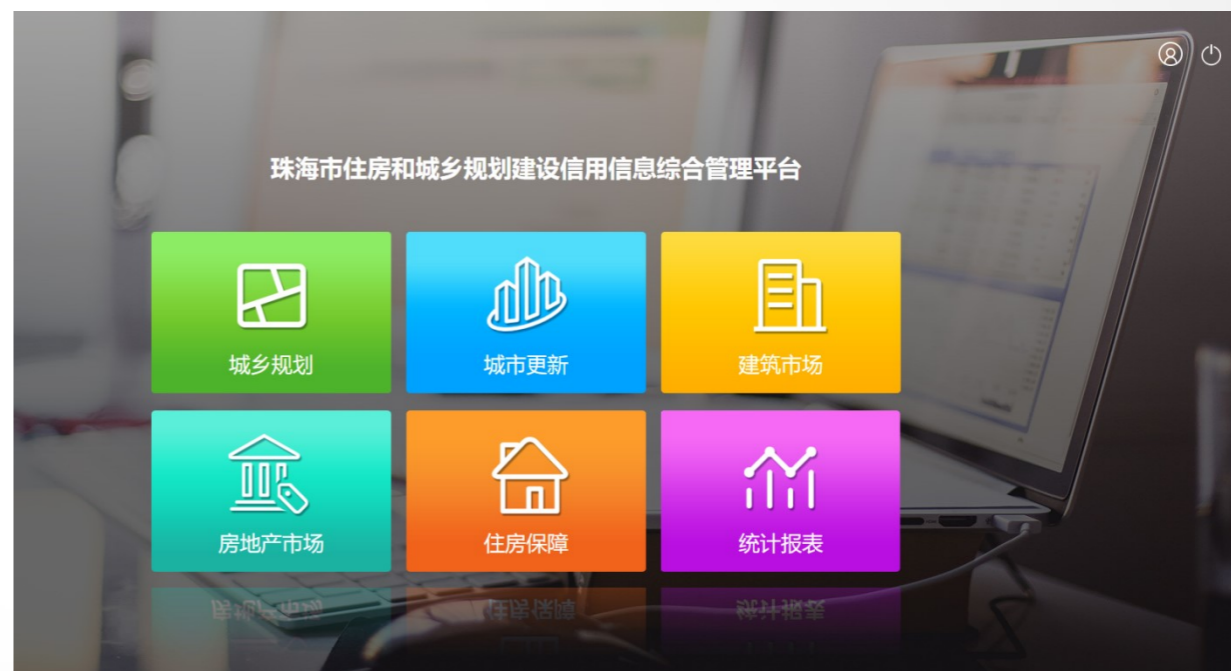 珠海市住房和城乡规划建设信用信息综合管理平台
城乡规划
城市更新
建筑市场
房地产市场
住房保障
统计报表